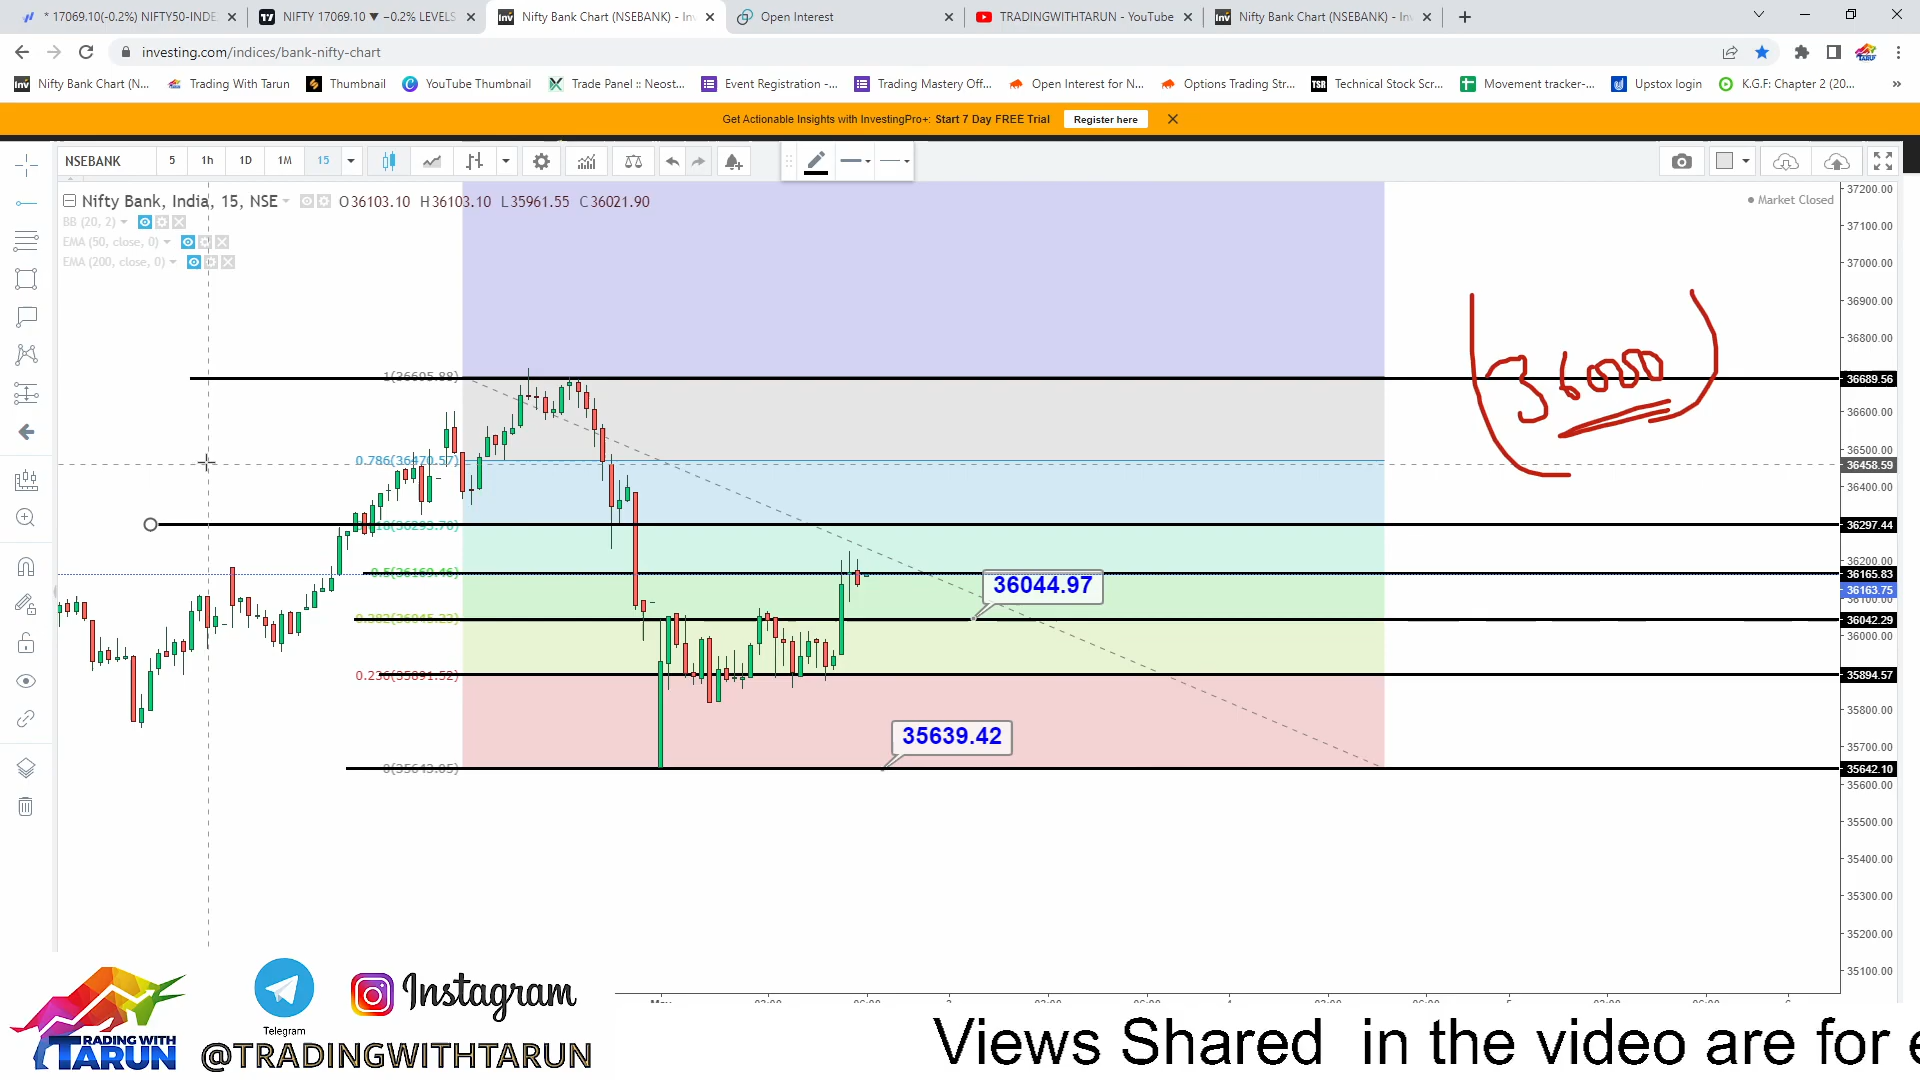 * 17069.10(-0.2%) NIFTY50-INDE
NIFTY 17069.10 ▼ −0.2% LEVELS
Nifty Bank Chart (NSEBANK) - Inv
Open Interest
TRADINGWITHTARUN - YouTube
Nifty Bank Chart (NSEBANK) - Inv
investing.com/indices/bank-nifty-chart
Nifty Bank Chart (N...
Trading With Tarun
Thumbnail
YouTube Thumbnail
Trade Panel :: Neost...
Event Registration -...
Trading Mastery Off...
Open Interest for N...
Options Trading Str...
Technical Stock Scr...
Movement tracker-...
Upstox login
K.G.F: Chapter 2 (20...
Get Actionable Insights with InvestingPro+: Start 7 Day FREE Trial
Register here
NSEBANK 5 1h 1D 1M 15
Nifty Bank, India, 15, NSE O36103.10 H36103.10 L35961.55 C36021.90
Market Closed
BB (20, 2)
EMA (50, close, 0)
EMA (200, close, 0)
37200.00
37100.00
37000.00
36900.00
36800.00
36689.56
36600.00
36500.00
36458.59
36400.00
36297.44
36200.00
36165.83
36163.75
36100.00
36042.29
36000.00
35894.57
35800.00
35700.00
35642.10
35600.00
35500.00
35400.00
35300.00
35200.00
35100.00
0.786(36470.57)
36044.97
35639.42
Telegram
Instagram
TRADING WITH
TARUN
@TRADINGWITHTARUN
Views Shared in the video are for e